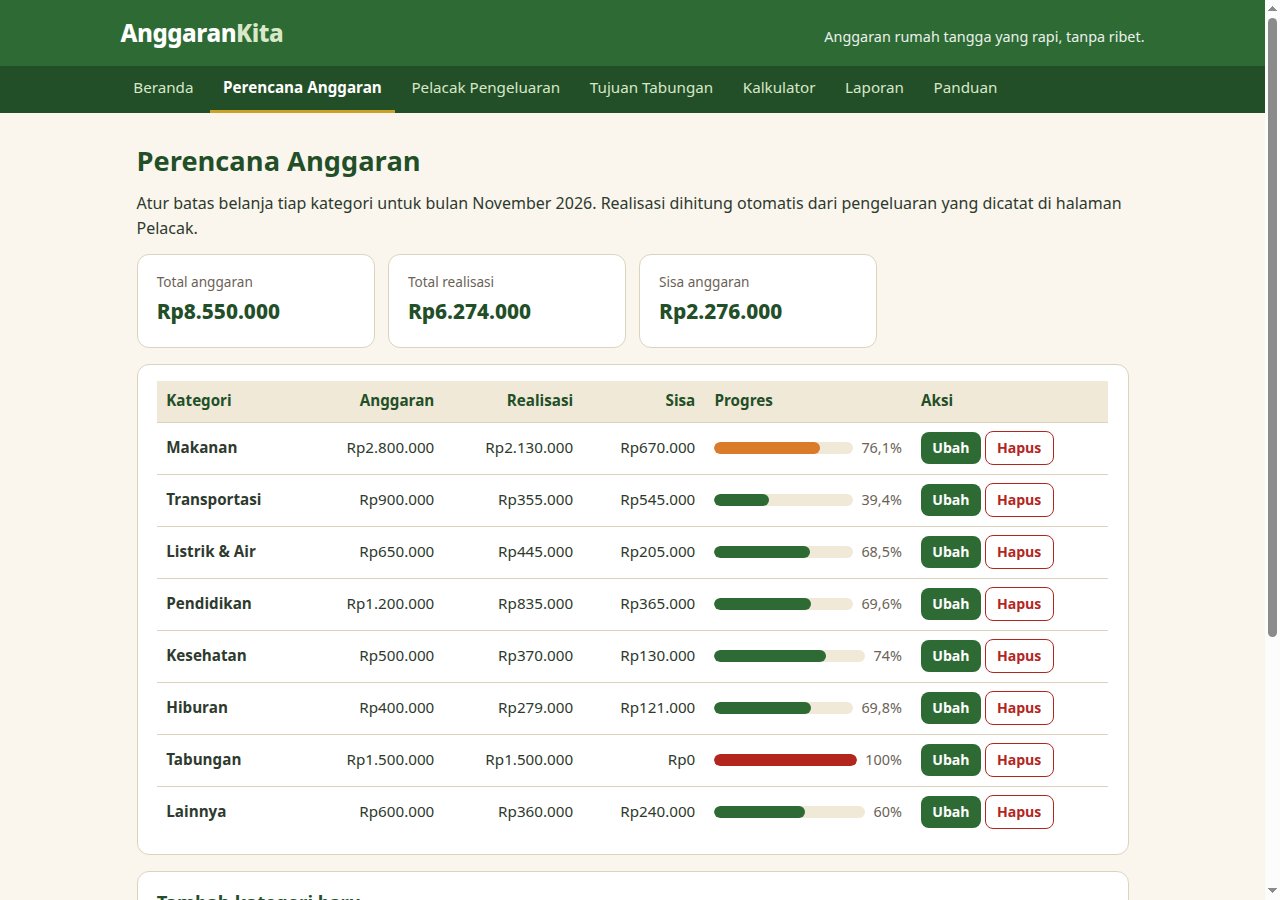 AnggaranKita
Anggaran rumah tangga yang rapi, tanpa ribet.
Beranda Perencana Anggaran Pelacak Pengeluaran Tujuan Tabungan Kalkulator Laporan Panduan
Perencana Anggaran
Atur batas belanja tiap kategori untuk bulan November 2026. Realisasi dihitung otomatis dari pengeluaran yang dicatat di halaman
Pelacak.
Total anggaran Total realisasi Sisa anggaran
Rp8.550.000 Rp6.274.000 Rp2.276.000
Kategori Anggaran Realisasi Sisa Progres Aksi
Makanan Rp2.800.000 Rp2.130.000 Rp670.000 76,1% Ubah Hapus
Transportasi Rp900.000 Rp355.000 Rp545.000 39,4% Ubah Hapus
Listrik & Air Rp650.000 Rp445.000 Rp205.000 68,5% Ubah Hapus
Pendidikan Rp1.200.000 Rp835.000 Rp365.000 69,6% Ubah Hapus
Kesehatan Rp500.000 Rp370.000 Rp130.000 74% Ubah Hapus
Hiburan Rp400.000 Rp279.000 Rp121.000 69,8% Ubah Hapus
Tabungan Rp1.500.000 Rp1.500.000 Rp0 100% Ubah Hapus
Lainnya Rp600.000 Rp360.000 Rp240.000 60% Ubah Hapus
Tambah kategori baru